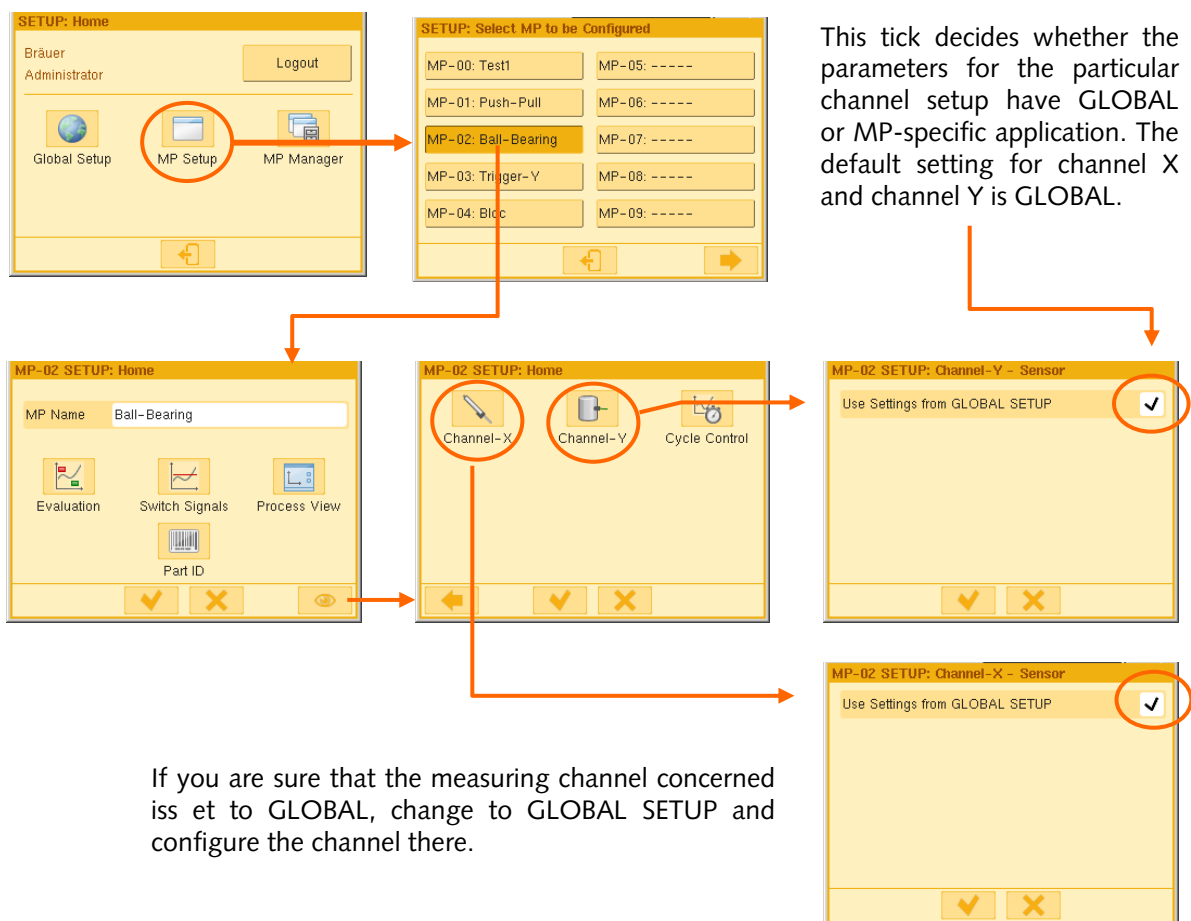 SETUP: Home
Bräuer
Administrator
Logout
Global Setup
MP Setup
MP Manager
SETUP: Select MP to be Configured
MP-00: Test1
MP-05: -----
MP-01: Push-Pull
MP-06: -----
MP-02: Ball-Bearing
MP-07: -----
MP-03: Trigger-Y
MP-08: -----
MP-04: Bloc
MP-09: -----
This tick decides whether the
parameters for the particular
channel setup have GLOBAL
or MP-specific application. The
default setting for channel X
and channel Y is GLOBAL.
MP-02 SETUP: Home
MP Name
Ball-Bearing
Evaluation
Switch Signals
Process View
Part ID
MP-02 SETUP: Home
Channel-X
Channel-Y
Cycle Control
MP-02 SETUP: Channel-Y - Sensor
Use Settings from GLOBAL SETUP
MP-02 SETUP: Channel-X - Sensor
Use Settings from GLOBAL SETUP
If you are sure that the measuring channel concerned
iss et to GLOBAL, change to GLOBAL SETUP and
configure the channel there.